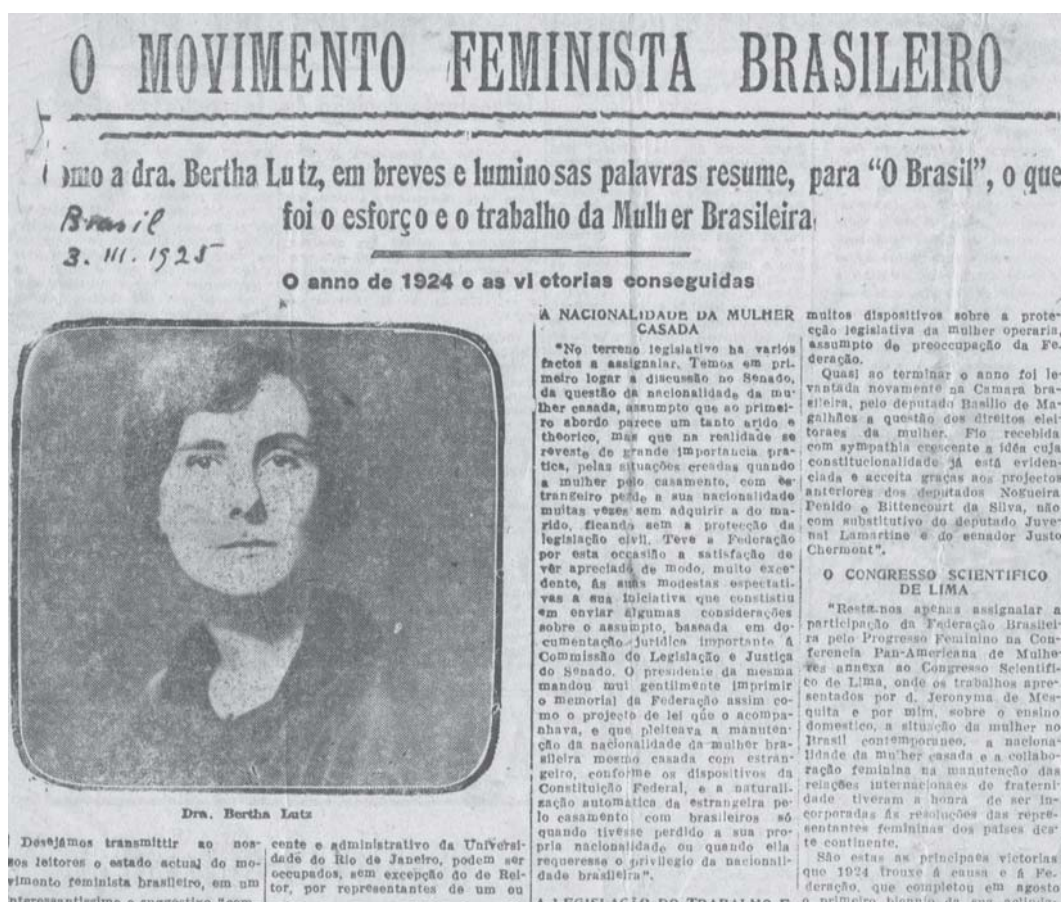 O MOVIMENTO FEMINISTA BRASILEIRO
omo a dra. Bertha Lutz, em breves e luminosas palavras resume, para "O Brasil", o que
foi o esforço e o trabalho da Mulher Brasileira
Brasil
3. III. 1925
O anno de 1924 e as victorias conseguidas
Dra. Bertha Lutz
Desejámos transmittir ao nos-
sos leitores o estado actual do mo-
vimento feminista brasileiro, em um
interessantissimo e suggestivo
cente e administrativo da Universi-
dade do Rio de Janeiro, podem ser
occupados, sem excepção do de Rei-
tor, por representantes de um ou
A NACIONALIDADE DA MULHER
CASADA
"No terreno legislativo ha varios
factos a assignalar. Temos em pri-
meiro logar a discussão no Senado,
da questão da nacionalidade da mu-
lher casada, assumpto que ao primei-
ro abordo parece um tanto arido e
theorico, mas que na realidade se
reveste de grande importancia pra-
tica, pelas situações creadas quando
a mulher pelo casamento, com es-
trangeiro perde a sua nacionalidade
muitas vezes sem adquirir a do ma-
rido, ficando sem a protecção da
legislação civil. Teve a Federação
por esta occasião a satisfação de
vêr apreciado de modo, muito exce-
dente, ás suas modestas espectati-
vas a sua iniciativa que constistiu
em enviar algumas considerações
sobre o assumpto, baseada em do-
cumentação juridica importante á
Commissão de Legislação e Justiça
do Senado. O presidente da mesma
mandou mui gentilmente imprimir
o memorial da Federação assim co-
mo o projecto de lei que o acompa-
nhava, e que pleiteava a manuten-
ção da nacionalidade da mulher bra-
sileira mesmo casada com estran-
geiro, conforme os dispositivos da
Constituição Federal, e a naturali-
sação automatica da estrangeira pe-
lo casamento com brasileiros só
quando tivesse perdido a sua pro-
pria nacionalidade ou quando ella
requeresse o privilegio da nacionali-
dade brasileira".
A LEGISLAÇÃO DO TRABALHO E
muitos dispositivos sobre a prote-
cção legislativa da mulher operaria,
assumpto de preoccupação da Fe-
deração.
Quasi ao terminar o anno foi le-
vantada novamente na Camara bra-
sileira, pelo deputado Basilio de Ma-
galhães a questão dos direitos elei-
toraes da mulher. Fio recebida
com sympathia crescente a idéa cuja
constitucionalidade já está eviden-
ciada e acceita graças aos projectos
anteriores dos deputados Nogueira
Penido e Bittencourt da Silva, não
com substitutivo do deputado Juve-
nal Lamartine e do senador Justo
Chermont".
O CONGRESSO SCIENTIFICO
DE LIMA
"Resta-nos apenas assignalar a
participação da Federação Brasilei-
ra pelo Progresso Feminino na Con-
ferencia Pan-Americana de Mulhe-
res annexa ao Congresso Scientifi-
co de Lima, onde os trabalhos apre-
sentados por d. Jeronyma de Mes-
quita e por mim, sobre o ensino
domestico, a situação da mulher no
Brasil contemporaneo, a naciona-
lidade da mulher casada e a collabo-
ração feminina na manutenção das
relações internacionaes de fraterni-
dade tiveram a honra de ser in-
corporadas ás resoluções das repre-
sentantes femininas dos paises des-
te continente.
São estas as principaes victorias
que 1924 trouxe á causa e á Fe-
deração, que completou em agosto
o primeiro biennio da sua